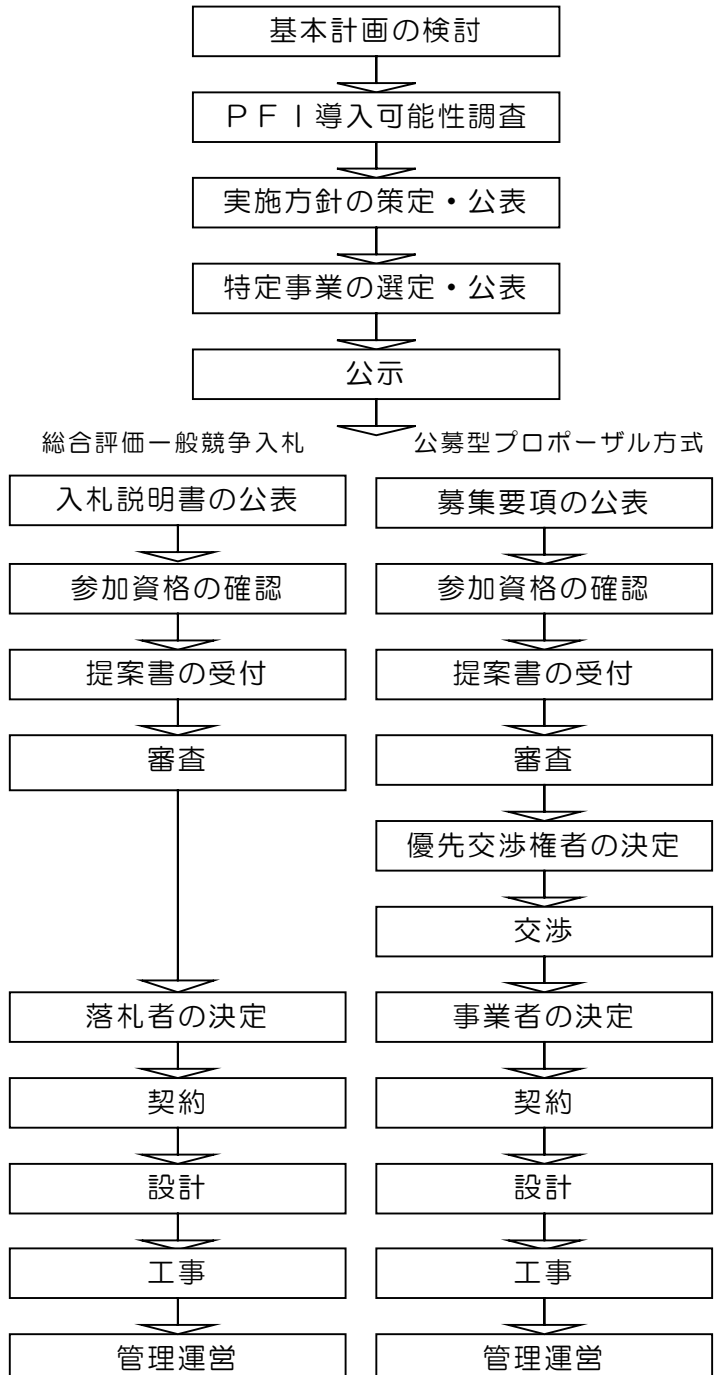 基本計画の検討
ＰＦＩ導入可能性調査
実施方針の策定・公表
特定事業の選定・公表
公示
総合評価一般競争入札
入札説明書の公表
参加資格の確認
提案書の受付
審査
落札者の決定
契約
設計
工事
管理運営
公募型プロポーザル方式
募集要項の公表
参加資格の確認
提案書の受付
審査
優先交渉権者の決定
交渉
事業者の決定
契約
設計
工事
管理運営